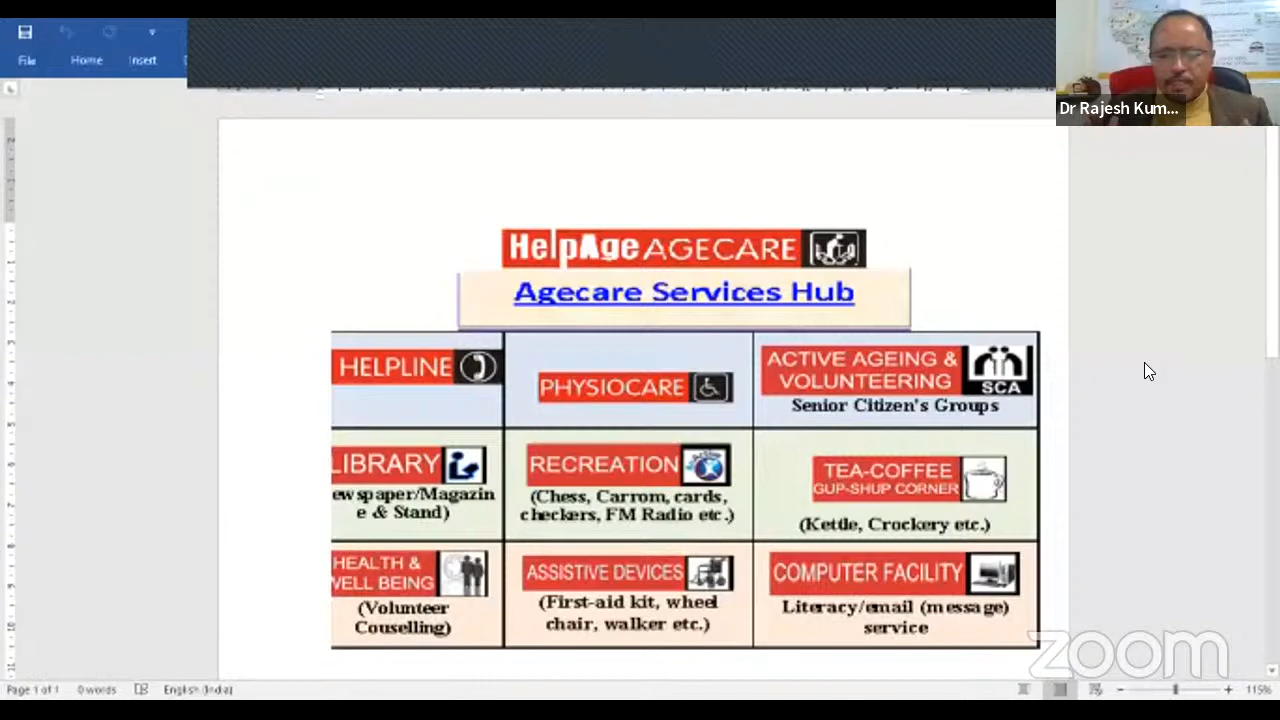 File
Home
Insert
Dr Rajesh Kum...
HelpAge AGECARE
Agecare Services Hub
HELPLINE
PHYSIOCARE
ACTIVE AGEING &
VOLUNTEERING
SCA
Senior Citizen's Groups
LIBRARY
ewspaper/Magazin
e & Stand)
RECREATION
(Chess, Carrom, cards,
checkers, FM Radio etc.)
TEA-COFFEE
GUP-SHUP CORNER
(Kettle, Crockery etc.)
HEALTH &
WELL BEING
(Volunteer
Couselling)
ASSISTIVE DEVICES
(First-aid kit, wheel
chair, walker etc.)
COMPUTER FACILITY
Literacy/email (message)
service
zoom
Page 1 of 1
0 words
English (India)
115%